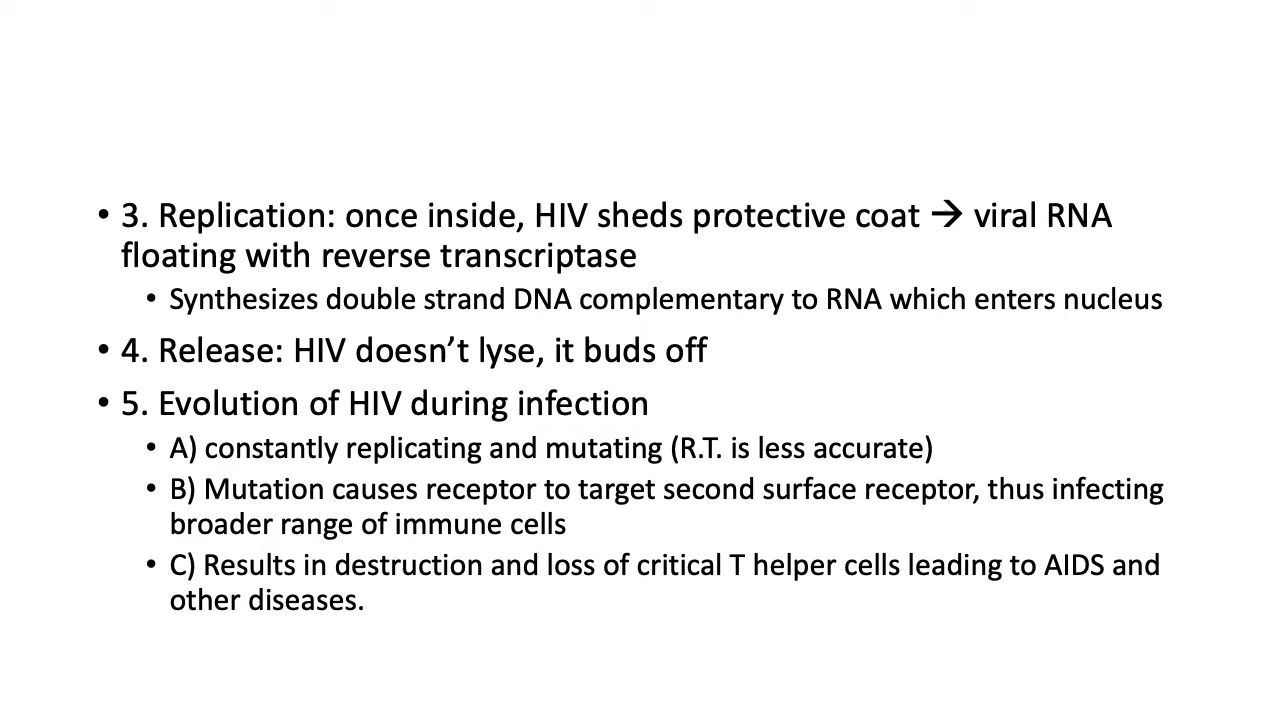 • 3. Replication: once inside, HIV sheds protective coat → viral RNA
floating with reverse transcriptase
• Synthesizes double strand DNA complementary to RNA which enters nucleus
• 4. Release: HIV doesn’t lyse, it buds off
• 5. Evolution of HIV during infection
• A) constantly replicating and mutating (R.T. is less accurate)
• B) Mutation causes receptor to target second surface receptor, thus infecting
broader range of immune cells
• C) Results in destruction and loss of critical T helper cells leading to AIDS and
other diseases.